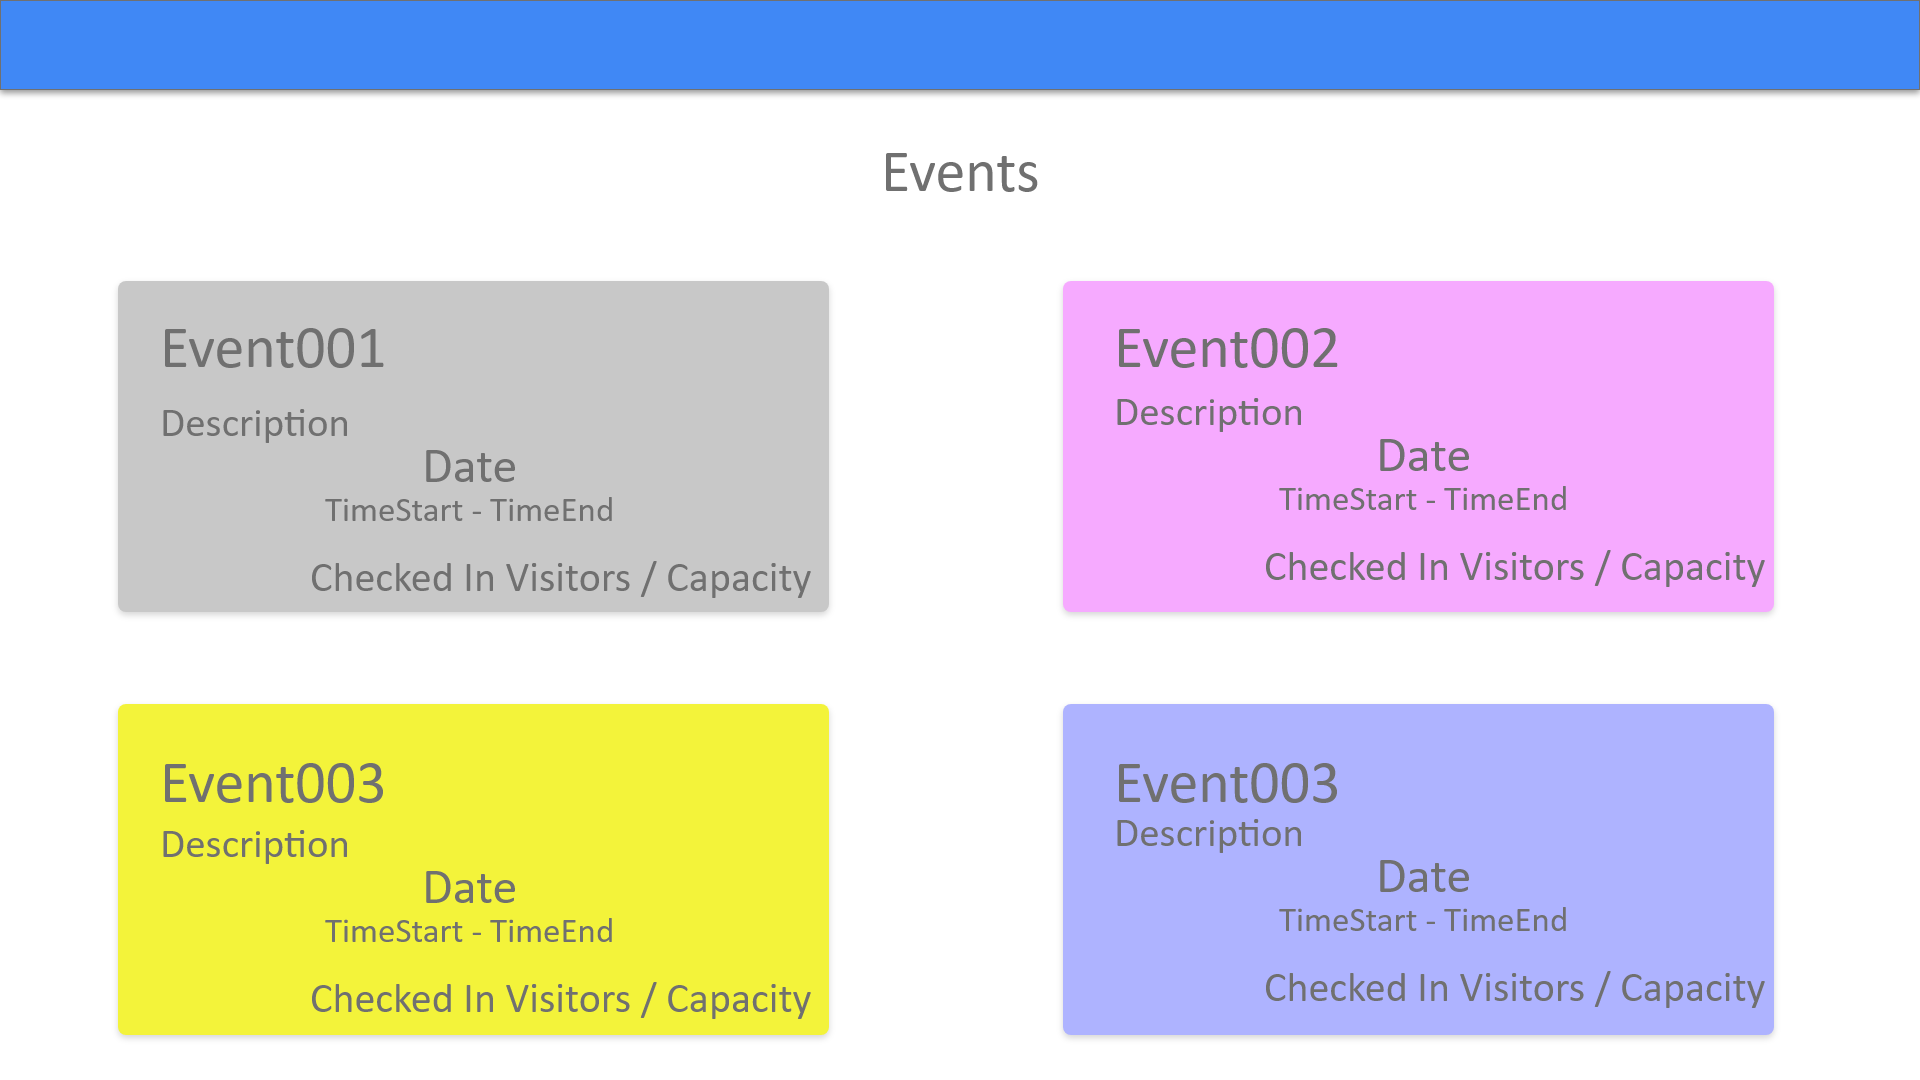 Events
Event001
Description
Date
TimeStart - TimeEnd
Checked In Visitors / Capacity
Event002
Description
Date
TimeStart - TimeEnd
Checked In Visitors / Capacity
Event003
Description
Date
TimeStart - TimeEnd
Checked In Visitors / Capacity
Event003
Description
Date
TimeStart - TimeEnd
Checked In Visitors / Capacity